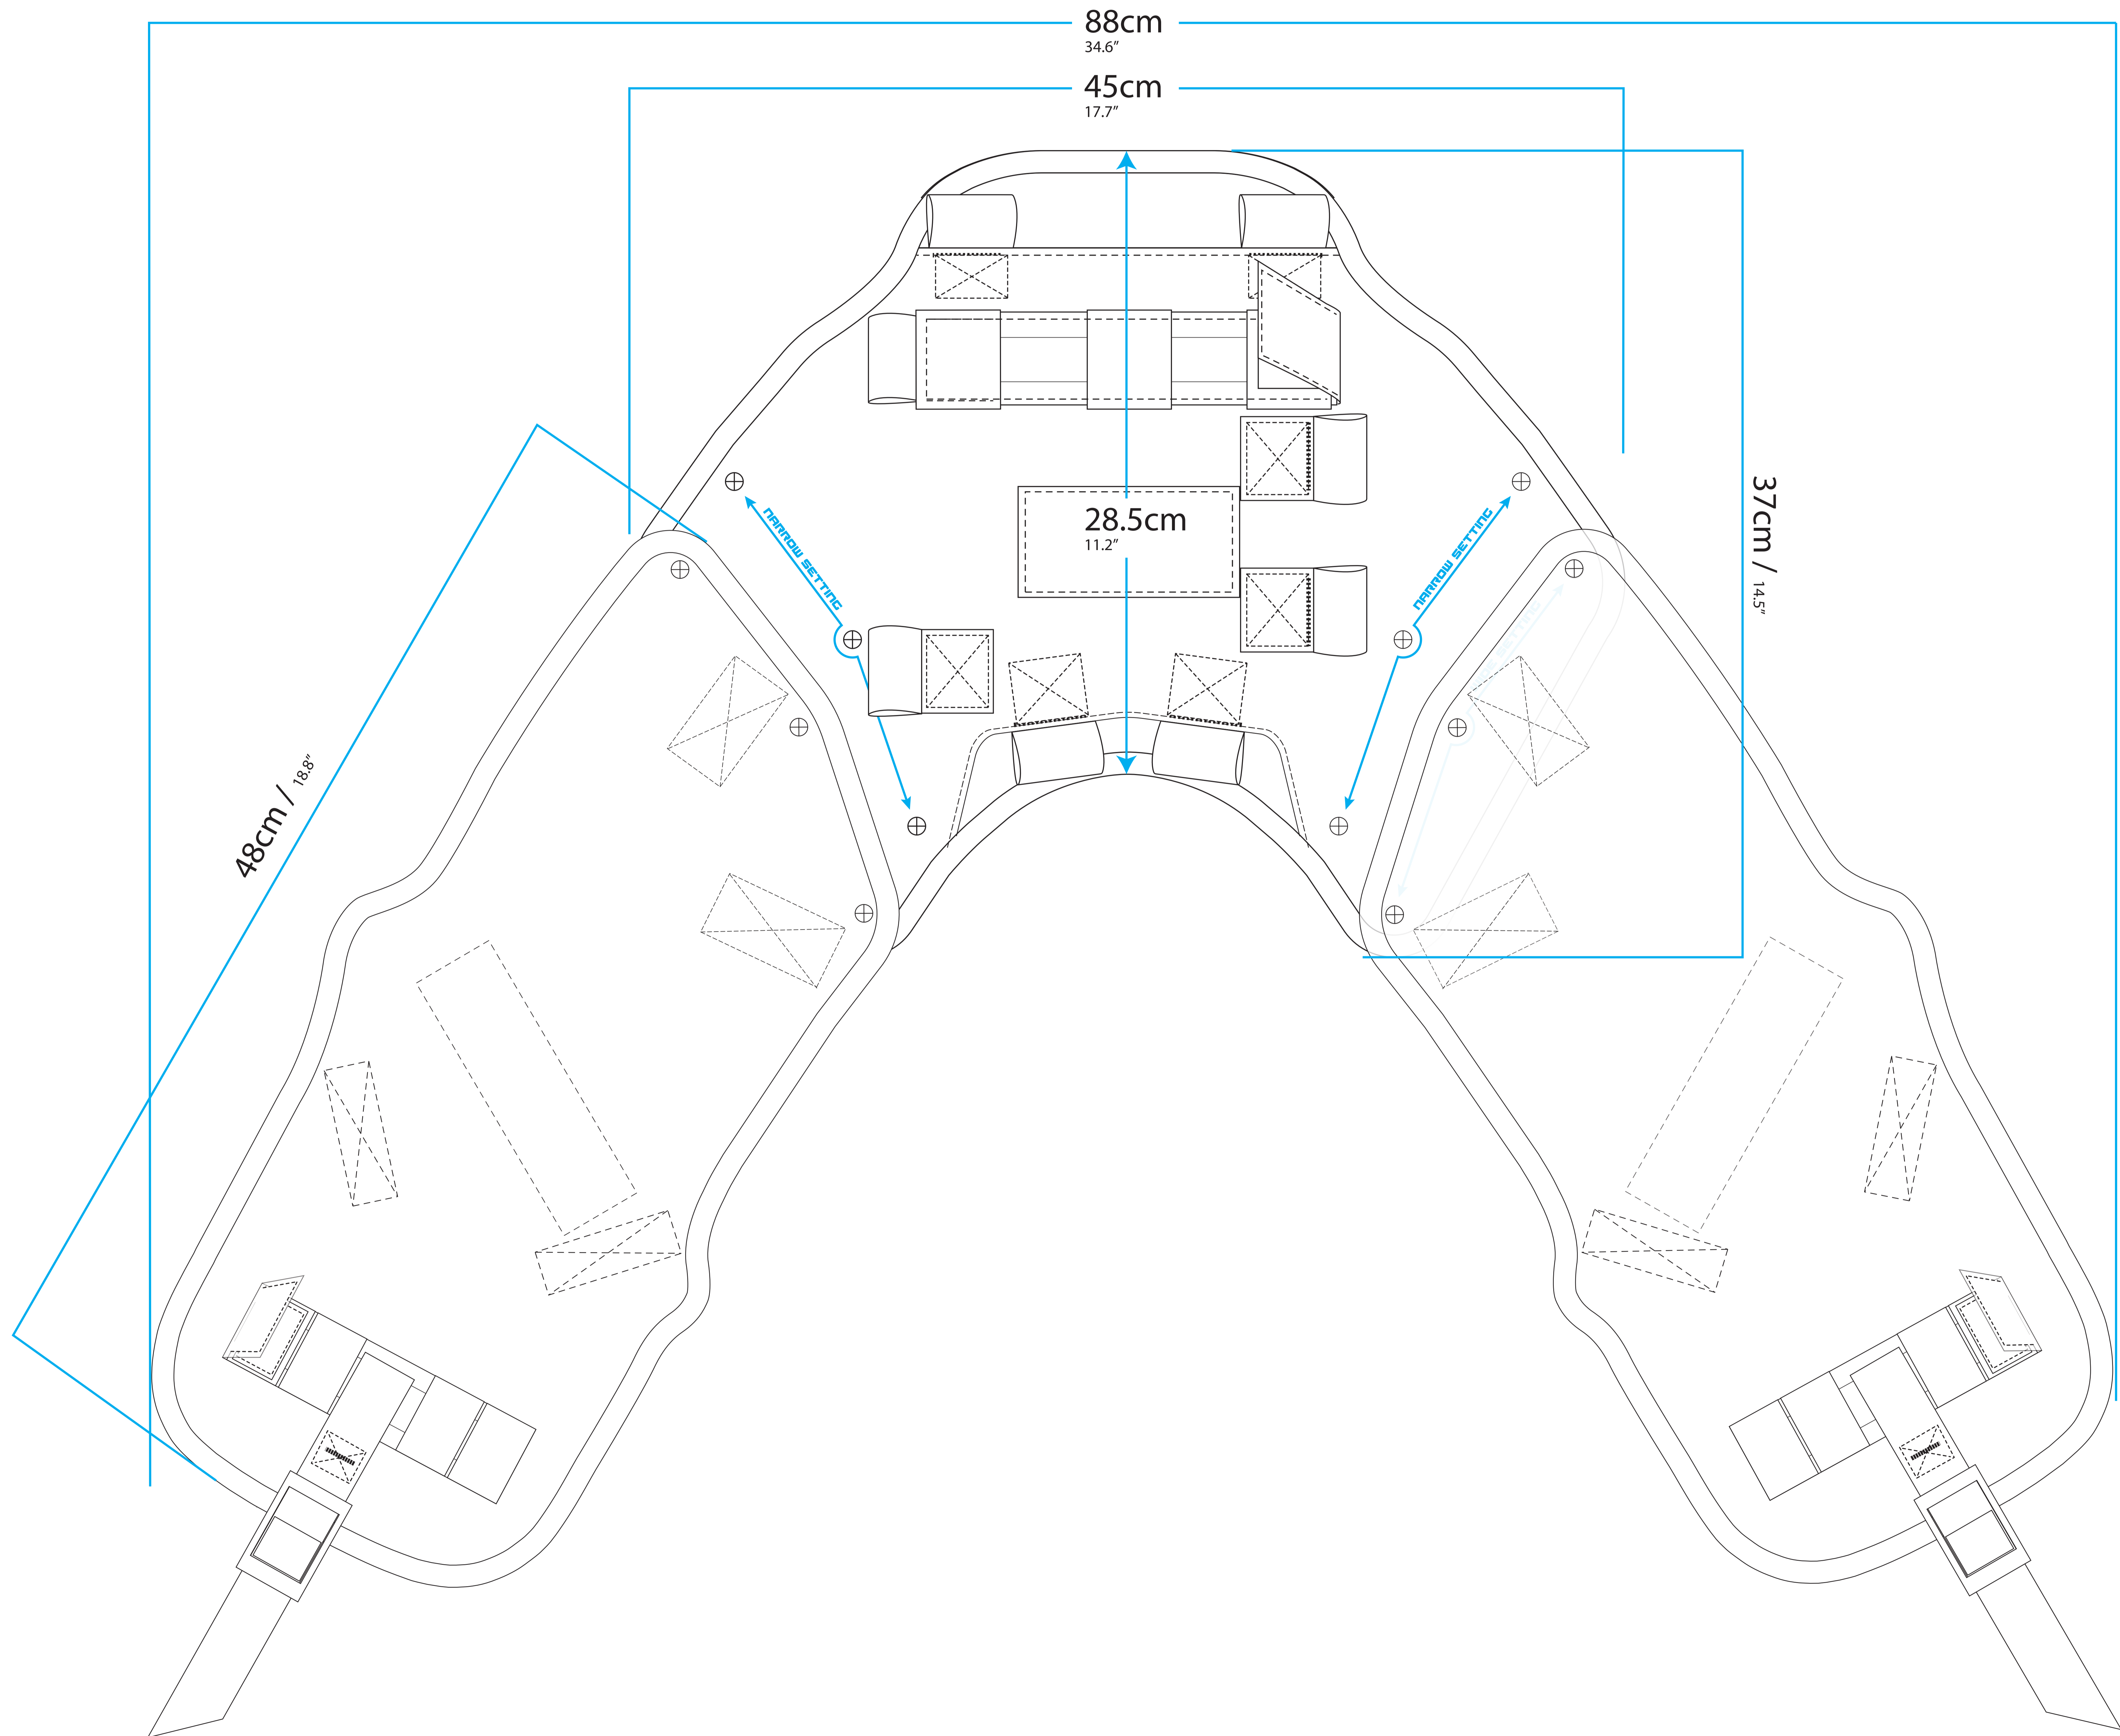 88cm
34.6"
45cm
17.7"
NARROW SETTING
28.5cm
11.2"
NARROW SETTING
37cm / 14.5"
48cm / 18.8"